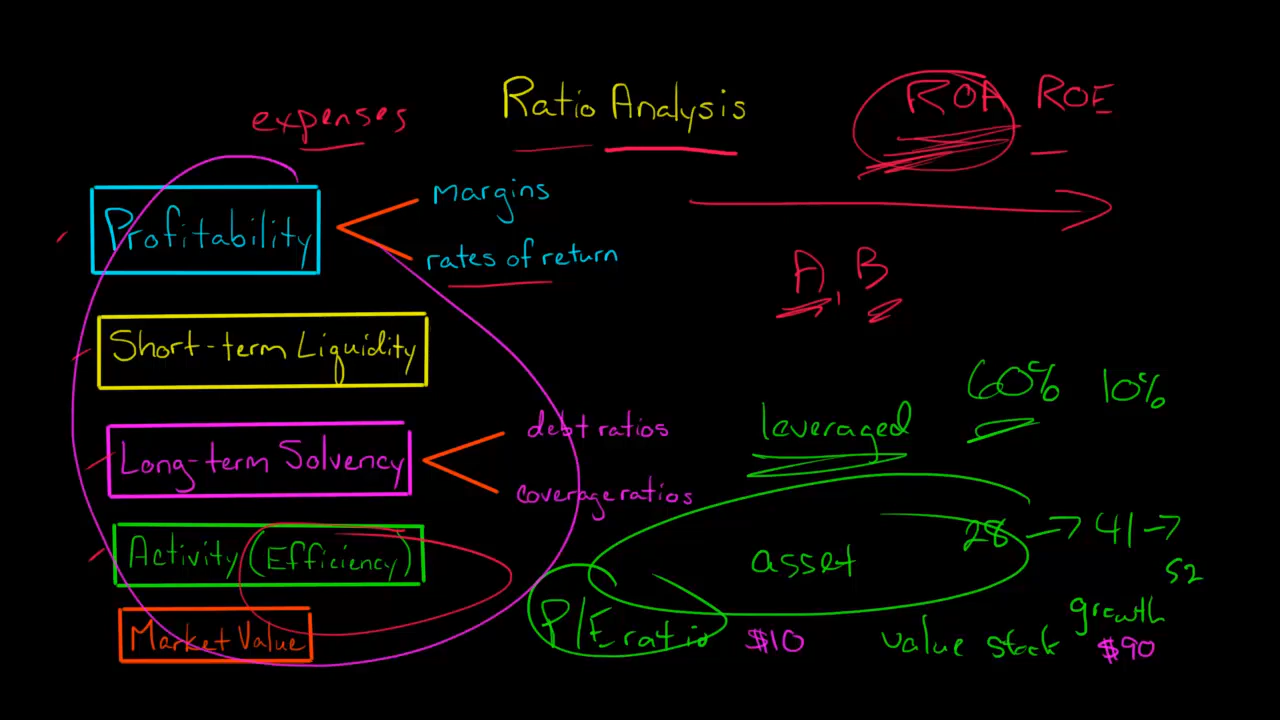 Ratio Analysis
ROA ROE
expenses
Profitability
margins
rates of return
A, B
Short-term Liquidity
60% 10%
leveraged
Long-term Solvency
debt ratios
coverage ratios
Activity (Efficiency)
asset
28 → 41 →
52
Market Value
P/E ratio
$10
value stock
growth
$90